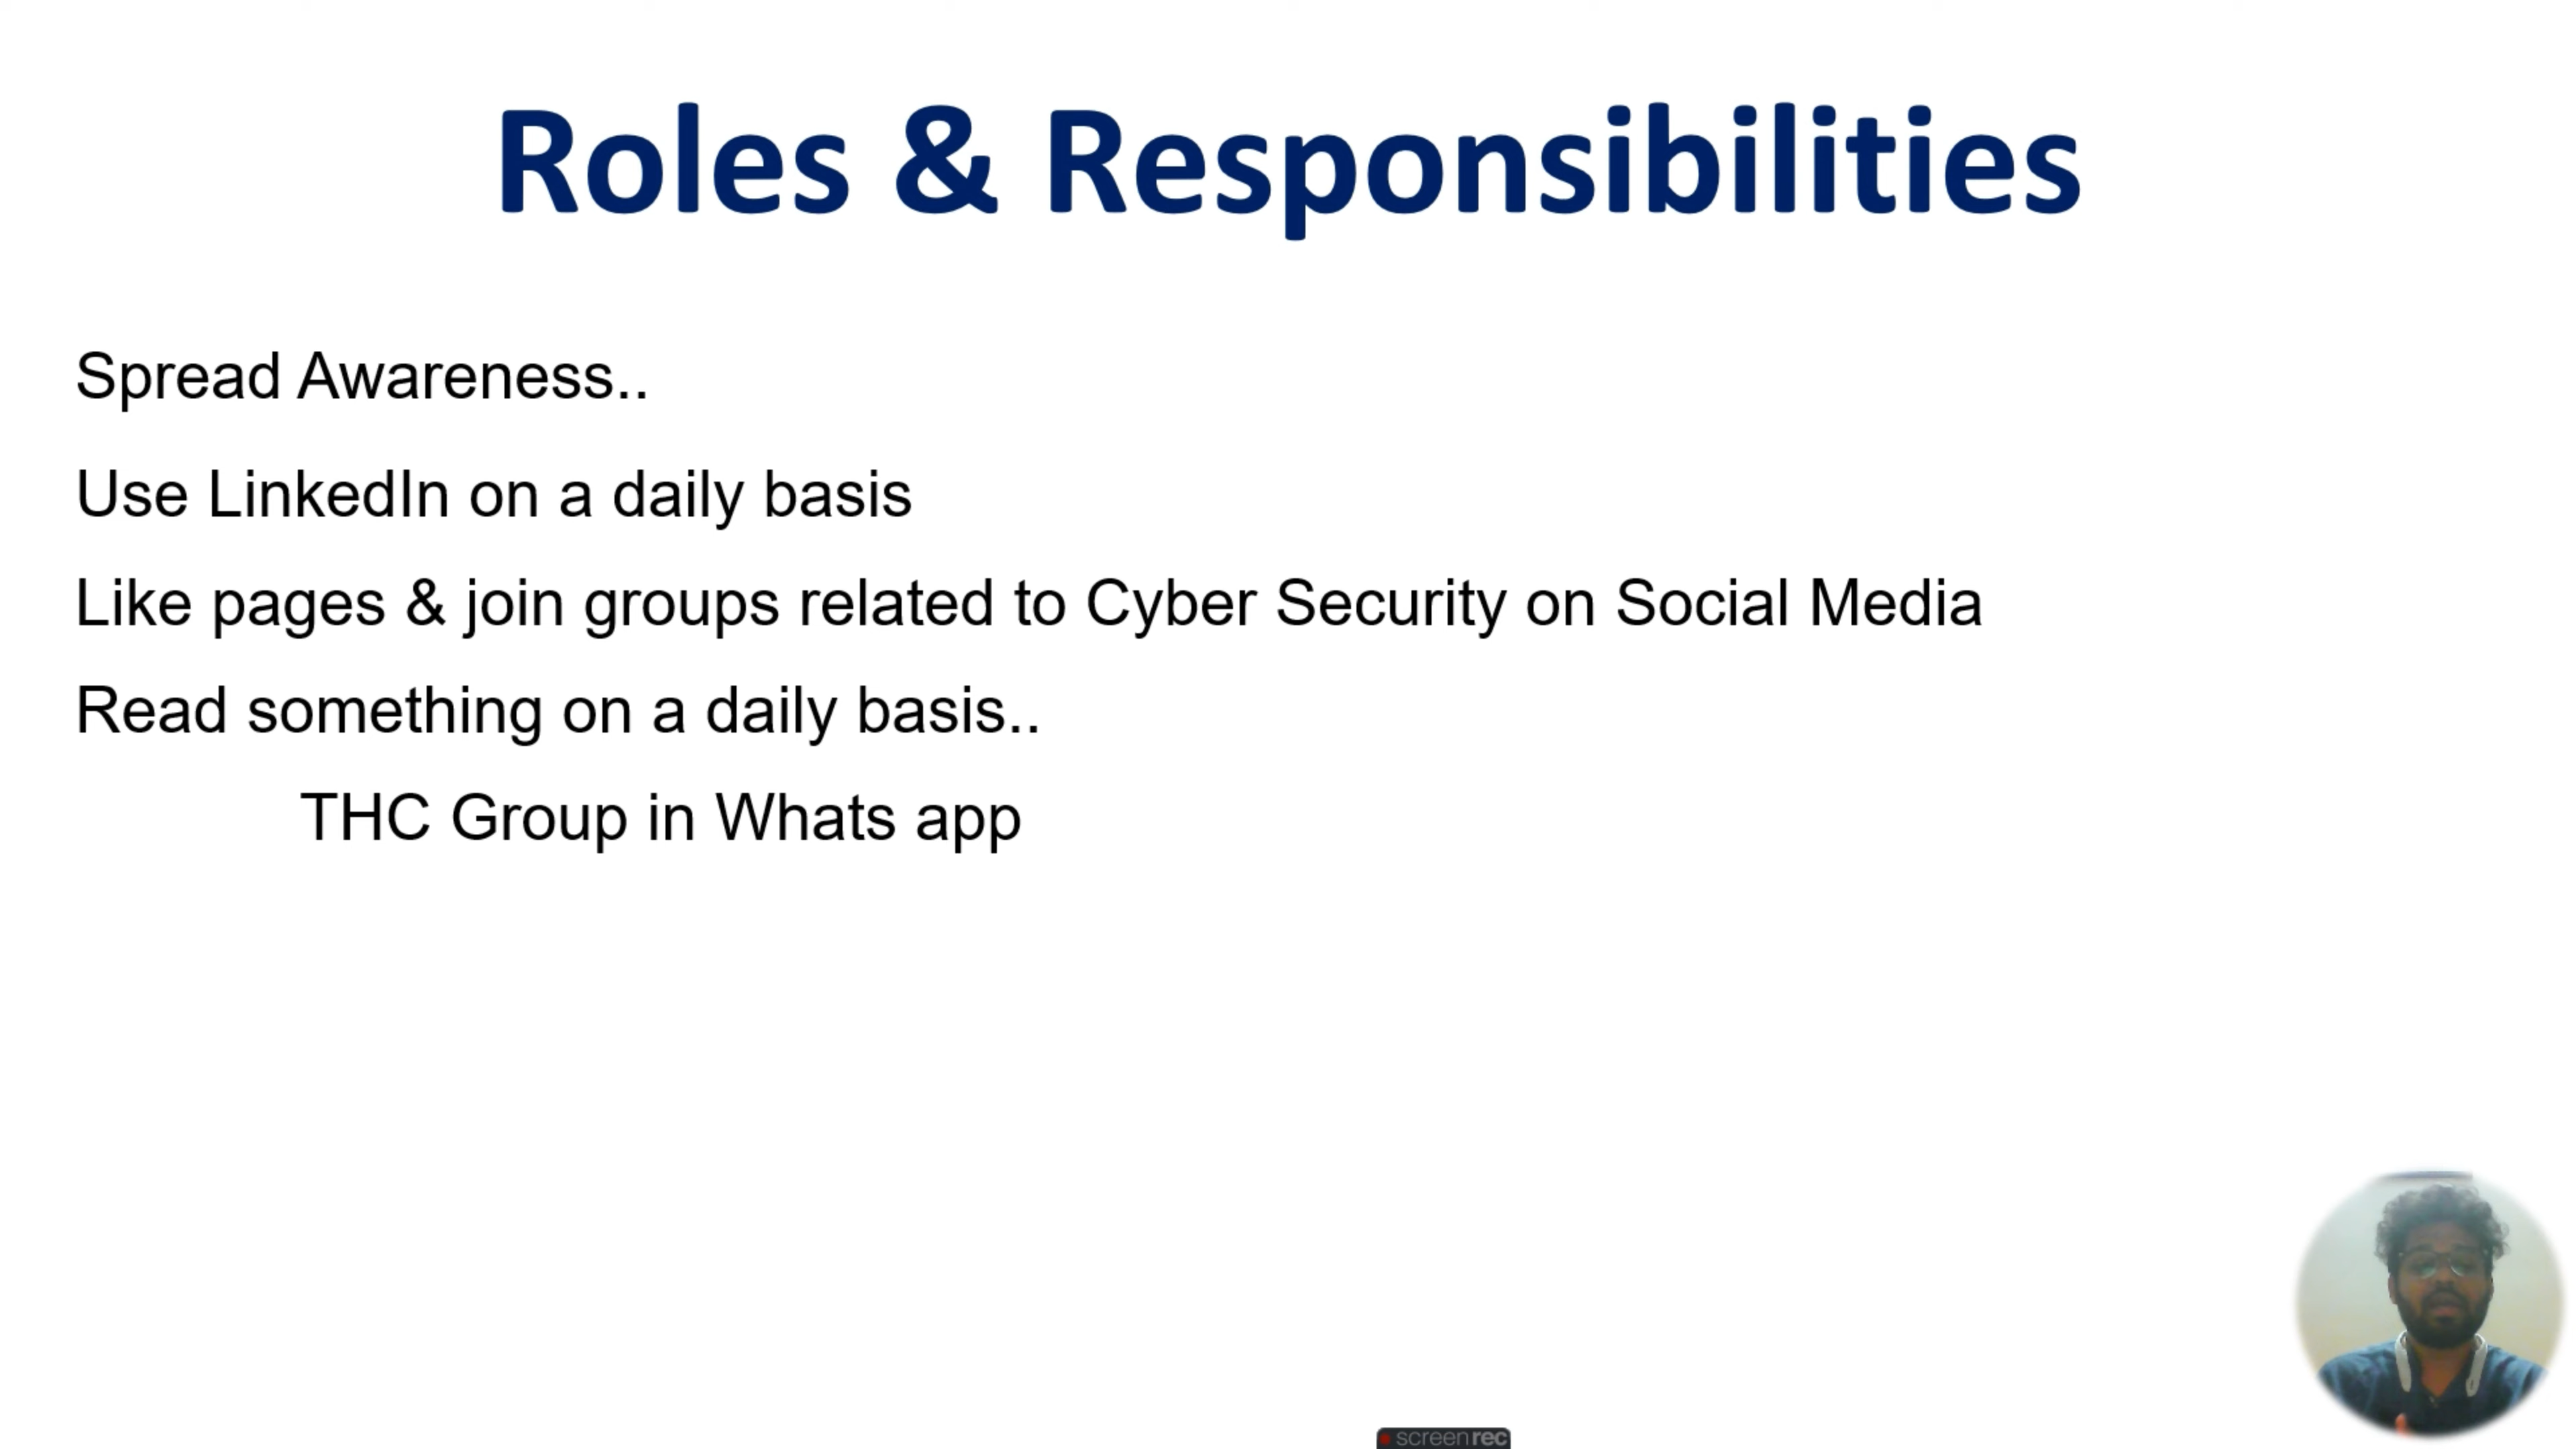 Roles & Responsibilities
Spread Awareness..
Use LinkedIn on a daily basis
Like pages & join groups related to Cyber Security on Social Media
Read something on a daily basis..
THC Group in Whats app
screenrec